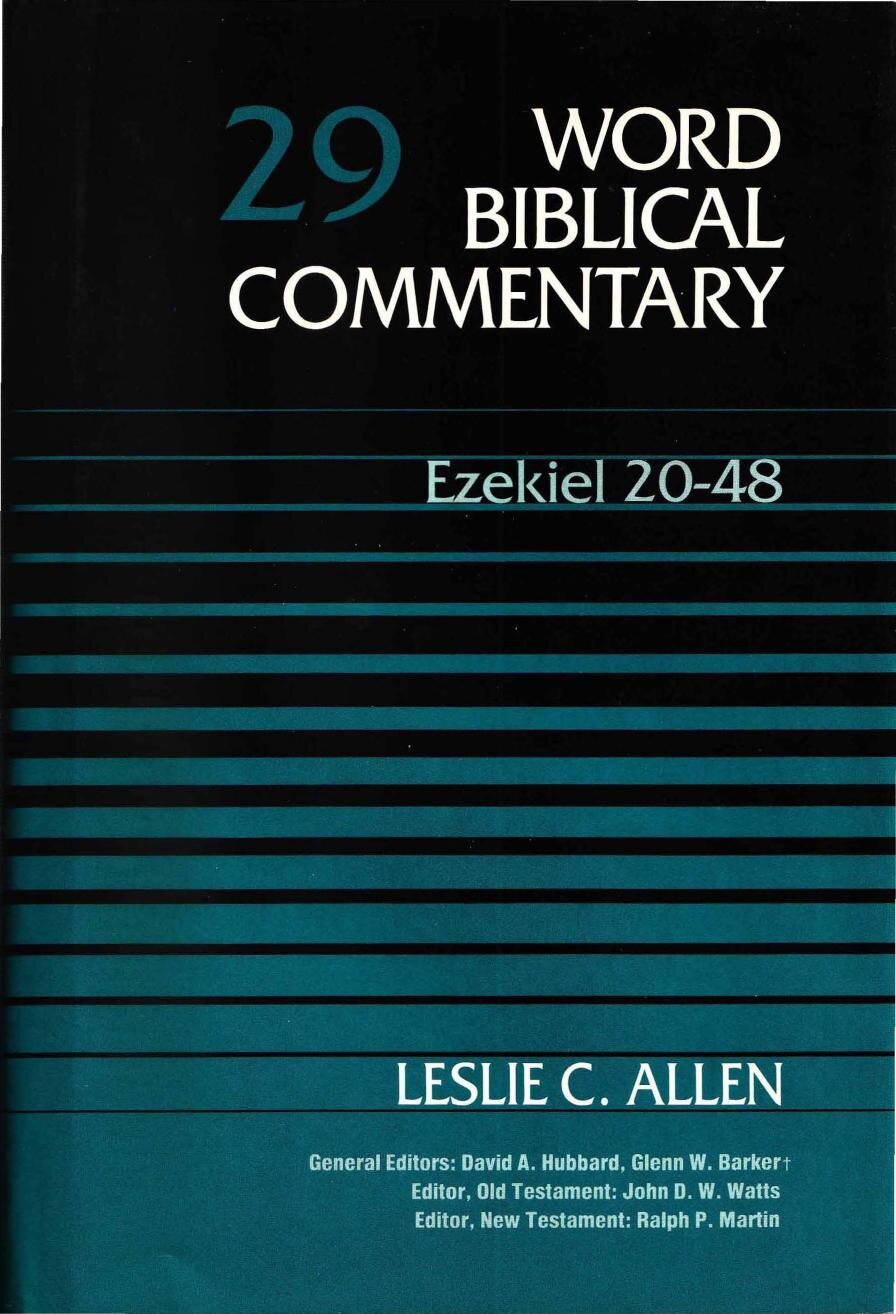 29 WORD
BIBLICAL
COMMENTARY
Ezekiel 20-48
LESLIE C. ALLEN
General Editors: David A. Hubbard, Glenn W. Barker†
Editor, Old Testament: John D. W. Watts
Editor, New Testament: Ralph P. Martin